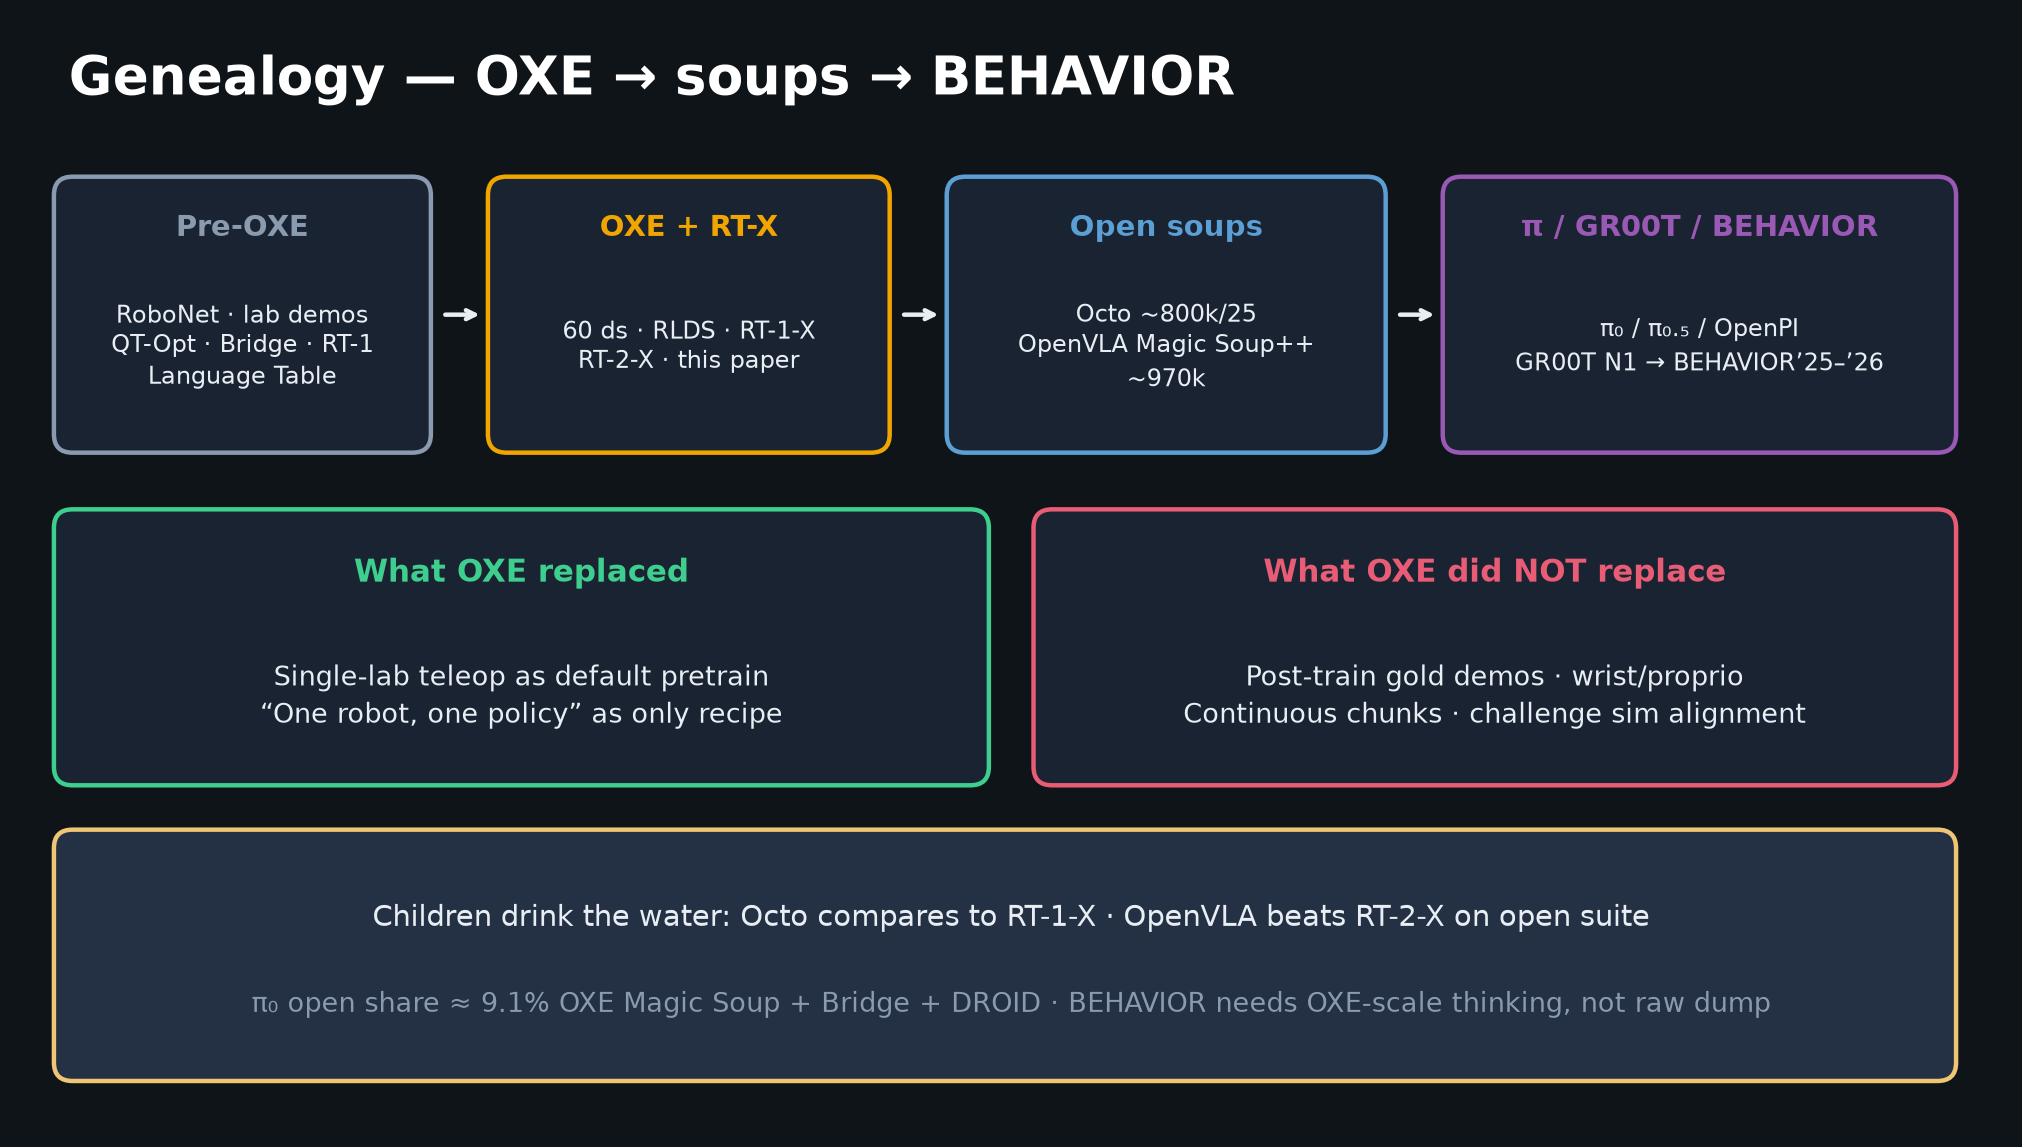 Genealogy — OXE → soups → BEHAVIOR
Pre-OXE
RoboNet · lab demos
QT-Opt · Bridge · RT-1
Language Table
OXE + RT-X
60 ds · RLDS · RT-1-X
RT-2-X · this paper
Open soups
Octo ~800k/25
OpenVLA Magic Soup++
~970k
π / GR00T / BEHAVIOR
π₀ / π₀.₅ / OpenPI
GR00T N1 → BEHAVIOR’25–’26
What OXE replaced
Single-lab teleop as default pretrain
“One robot, one policy” as only recipe
What OXE did NOT replace
Post-train gold demos · wrist/proprio
Continuous chunks · challenge sim alignment
Children drink the water: Octo compares to RT-1-X · OpenVLA beats RT-2-X on open suite
π₀ open share ≈ 9.1% OXE Magic Soup + Bridge + DROID · BEHAVIOR needs OXE-scale thinking, not raw dump